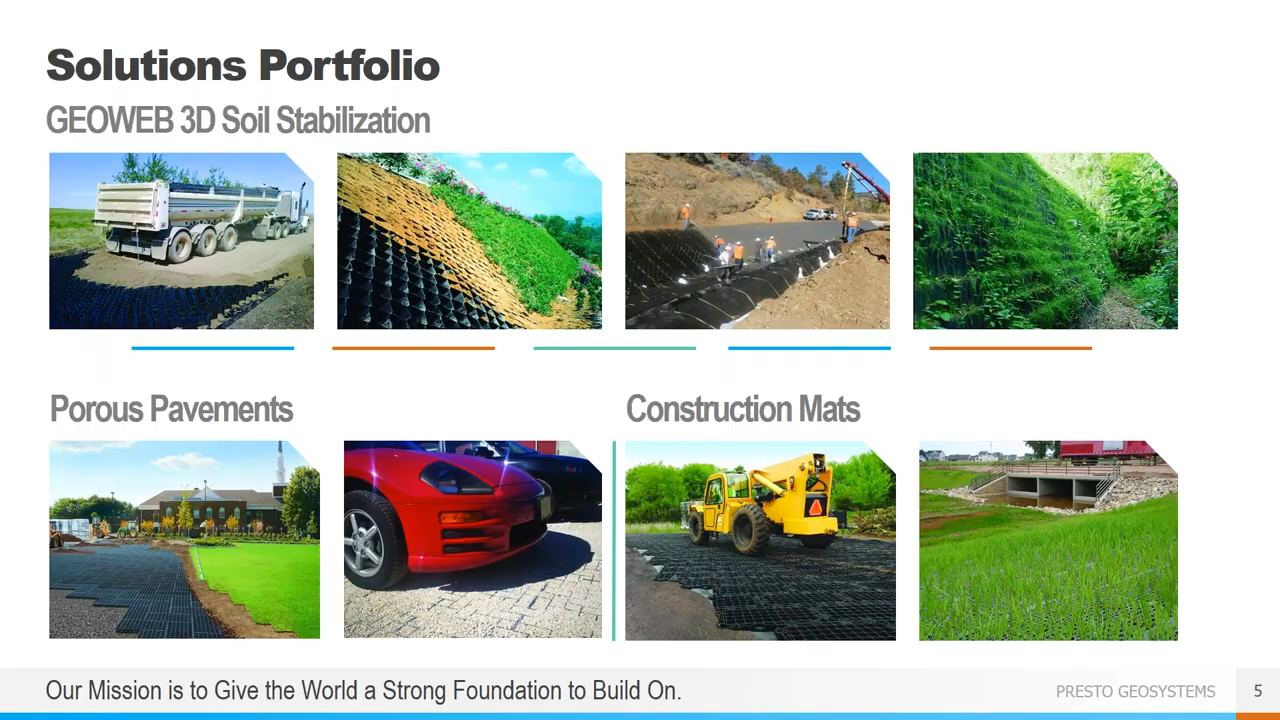 Solutions Portfolio
GEOWEB 3D Soil Stabilization
Porous Pavements
Construction Mats
Our Mission is to Give the World a Strong Foundation to Build On.
PRESTO GEOSYSTEMS
5